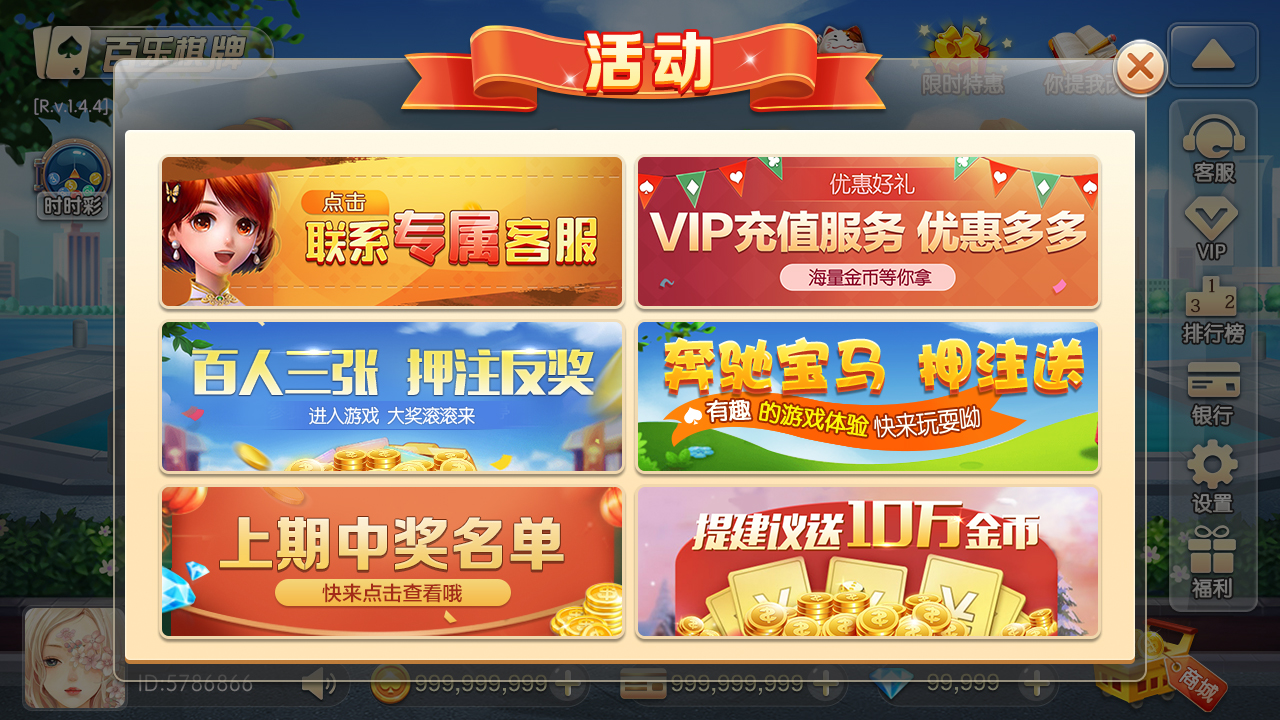 活动
百乐棋牌
[R.v.1.4.4]
时时彩
限时特惠
你提我
点击
联系专属客服
优惠好礼
VIP充值服务 优惠多多
海量金币等你拿
百人三张 押注反奖
进入游戏 大奖滚滚来
奔驰宝马 押注送
有趣的游戏体验快来玩耍呦
上期中奖名单
快来点击查看哦
提建议送10万金币
客服
VIP
1
3 2
排行榜
银行
设置
福利
ID.5786866
999,999,999
999,999,999
99,999
商城